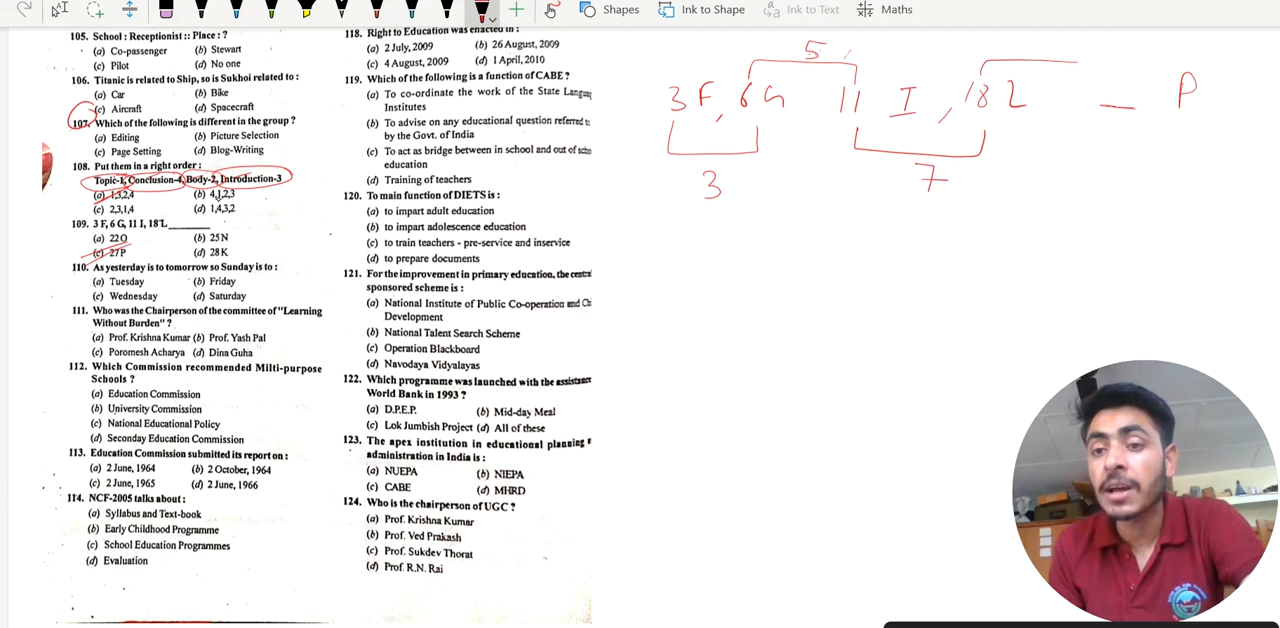 Shapes
Ink to Shape
Ink to Text
Maths
105. School : Receptionist :: Place : ?
(a) Co-passenger (b) Stewart
(c) Pilot (d) No one
106. Titanic is related to Ship, so is Sukhoi related to :
(a) Car (b) Bike
(c) Aircraft (d) Spacecraft
107. Which of the following is different in the group ?
(a) Editing (b) Picture Selection
(c) Page Setting (d) Blog-Writing
108. Put them in a right order :
Topic-1, Conclusion-4, Body-2, Introduction-3
(a) 1,3,2,4 (b) 4,1,2,3
(c) 2,3,1,4 (d) 1,4,3,2
109. 3 F, 6 G, 11 I, 18 L ________
(a) 22O (b) 25N
(c) 27P (d) 28K
110. As yesterday is to tomorrow so Sunday is to :
(a) Tuesday (b) Friday
(c) Wednesday (d) Saturday
111. Who was the Chairperson of the committee of "Learning
Without Burden" ?
(a) Prof. Krishna Kumar (b) Prof. Yash Pal
(c) Poromesh Acharya (d) Dina Guha
112. Which Commission recommended Milti-purpose
Schools ?
(a) Education Commission
(b) University Commission
(c) National Educational Policy
(d) Seconday Education Commission
113. Education Commission submitted its report on :
(a) 2 June, 1964 (b) 2 October, 1964
(c) 2 June, 1965 (d) 2 June, 1966
114. NCF-2005 talks about :
(a) Syllabus and Text-book
(b) Early Childhood Programme
(c) School Education Programmes
(d) Evaluation
118. Right to Education was enacted in :
(a) 2 July, 2009 (b) 26 August, 2009
(c) 4 August, 2009 (d) 1 April, 2010
119. Which of the following is a function of CABE ?
(a) To co-ordinate the work of the State
Institutes
(b) To advise on any educational question referred
by the Govt. of India
(c) To act as bridge between in school and out of
education
(d) Training of teachers
120. To main function of DIETS is :
(a) to impart adult education
(b) to impart adolescence education
(c) to train teachers - pre-service and inservice
(d) to prepare documents
121. For the improvement in primary education, the
sponsored scheme is :
(a) National Institute of Public Co-operation and
Development
(b) National Talent Search Scheme
(c) Operation Blackboard
(d) Navodaya Vidyalayas
122. Which programme was launched with the
World Bank in 1993 ?
(a) D.P.E.P. (b) Mid-day Meal
(c) Lok Jumbish Project (d) All of these
123. The apex institution in educational planning
administration in India is :
(a) NUEPA (b) NIEPA
(c) CABE (d) MHRD
124. Who is the chairperson of UGC ?
(a) Prof. Krishna Kumar
(b) Prof. Ved Prakash
(c) Prof. Sukdev Thorat
(d) Prof. R.N. Rai
5
3 F, 6 G 11 I , 18 L _ P
3 7